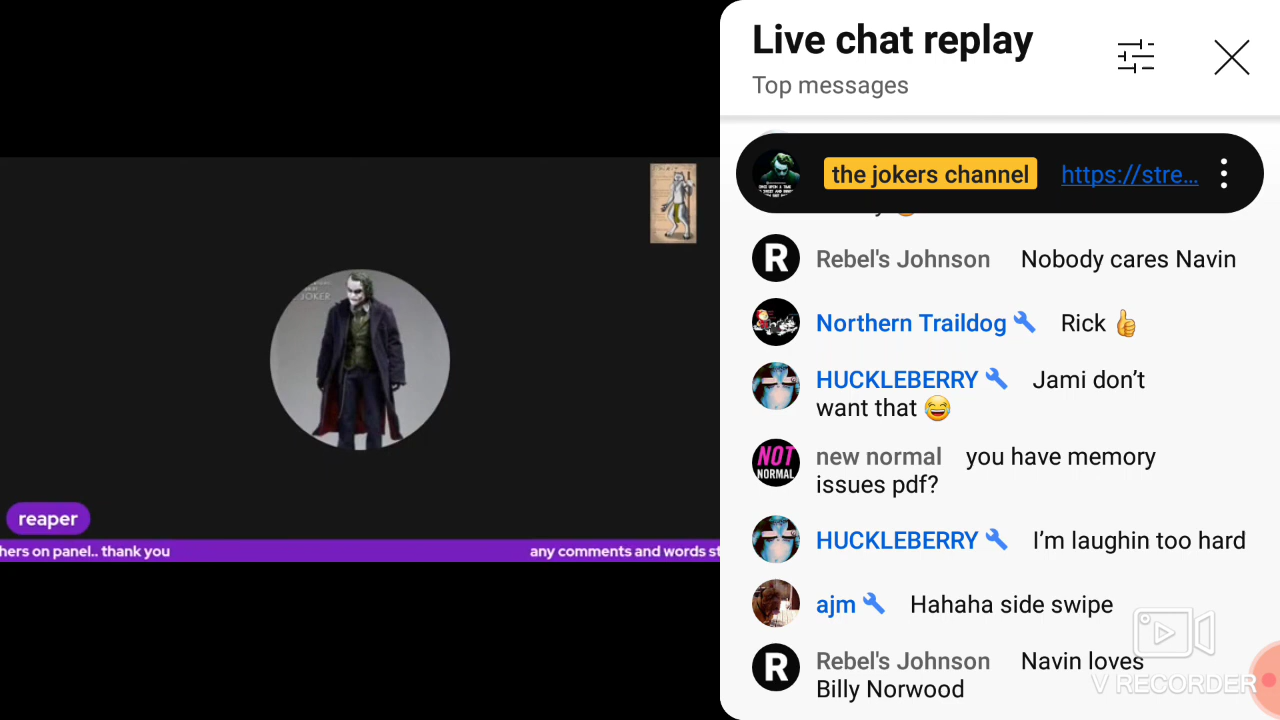 Live chat replay
Top messages
the jokers channel https://stre...
Rebel's Johnson Nobody cares Navin
Northern Traildog 🔧 Rick 👍
HUCKLEBERRY 🔧 Jami don’t
want that 😂
new normal you have memory
issues pdf?
HUCKLEBERRY 🔧 I’m laughin too hard
ajm 🔧 Hahaha side swipe
Rebel's Johnson Navin loves
Billy Norwood
R
R
NOT
NORMAL
JOKER
reaper
hers on panel.. thank you any comments and words st
V RECORDER